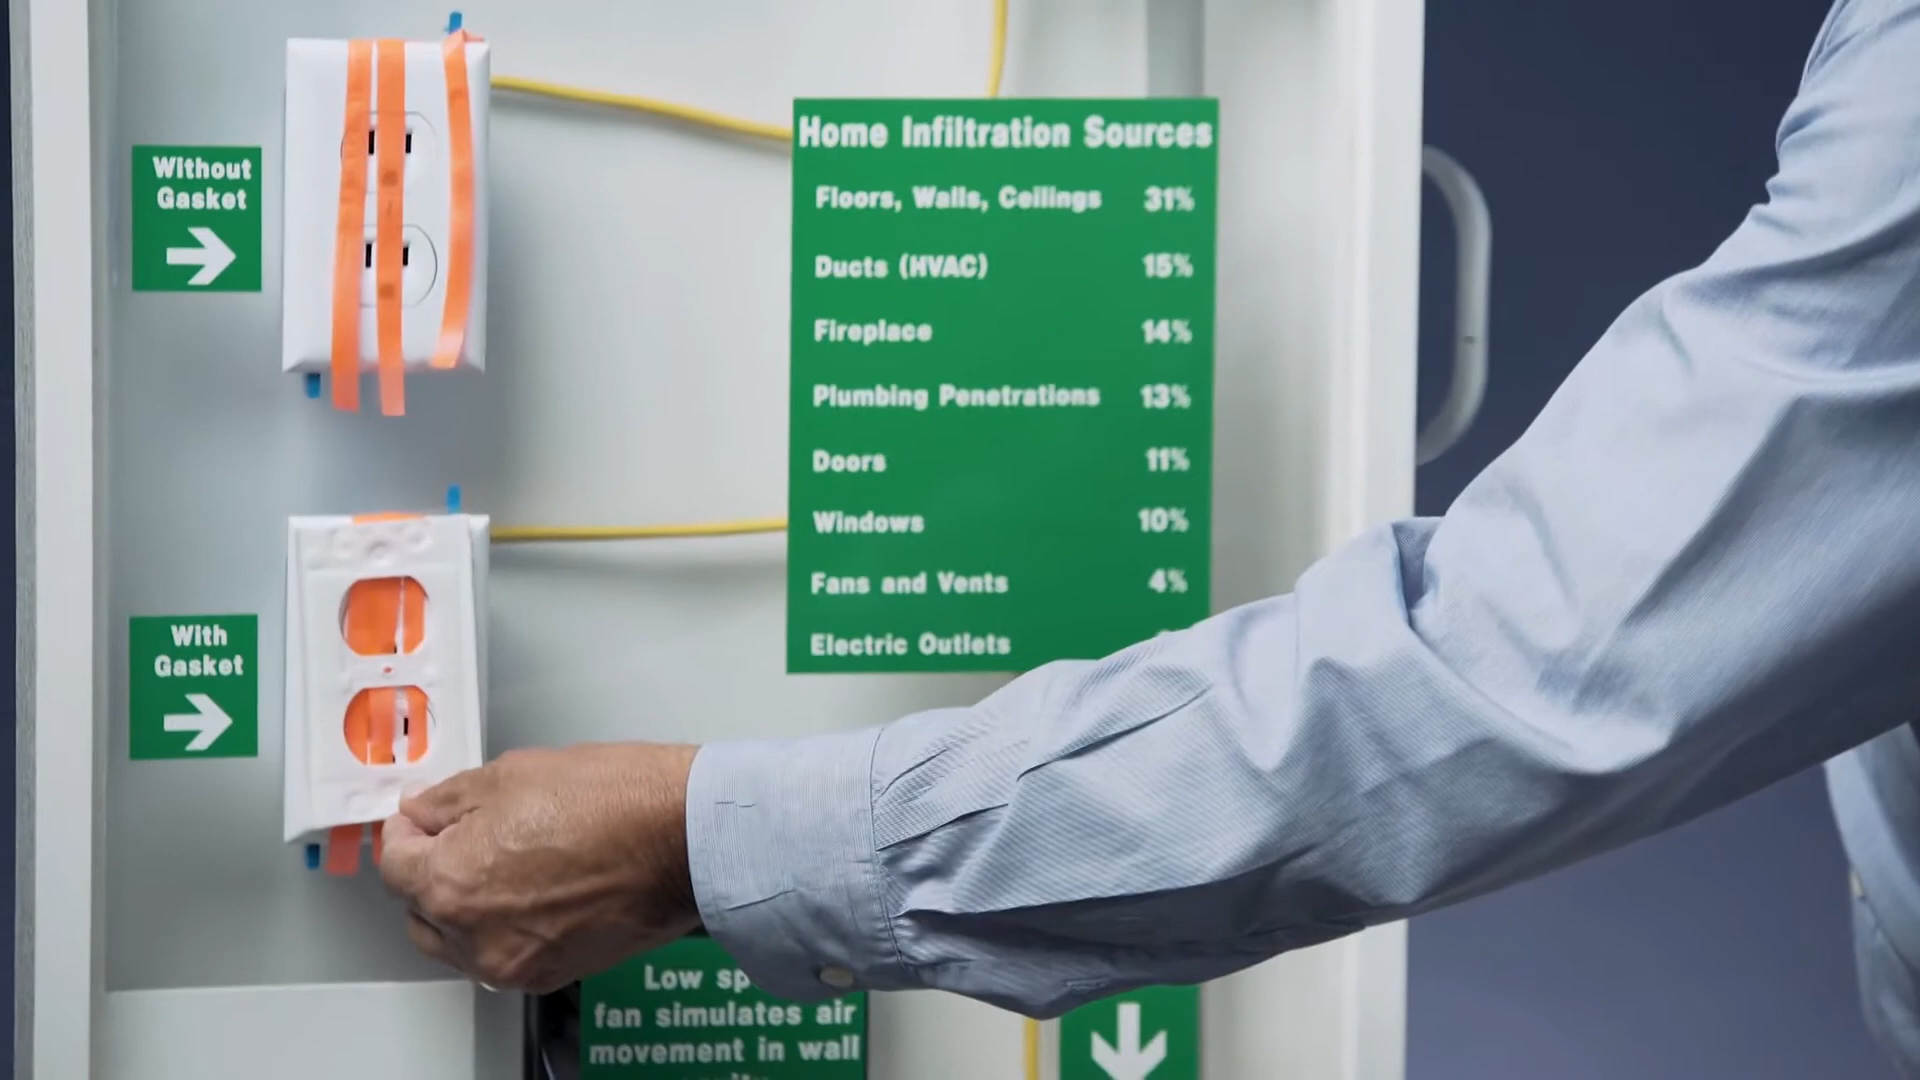 Without
Gasket
Home Infiltration Sources
Floors, Walls, Ceilings 31%
Ducts (HVAC) 15%
Fireplace 14%
Plumbing Penetrations 13%
Doors 11%
Windows 10%
Fans and Vents 4%
Electric Outlets
With
Gasket
Low
fan simulates air
movement in wall